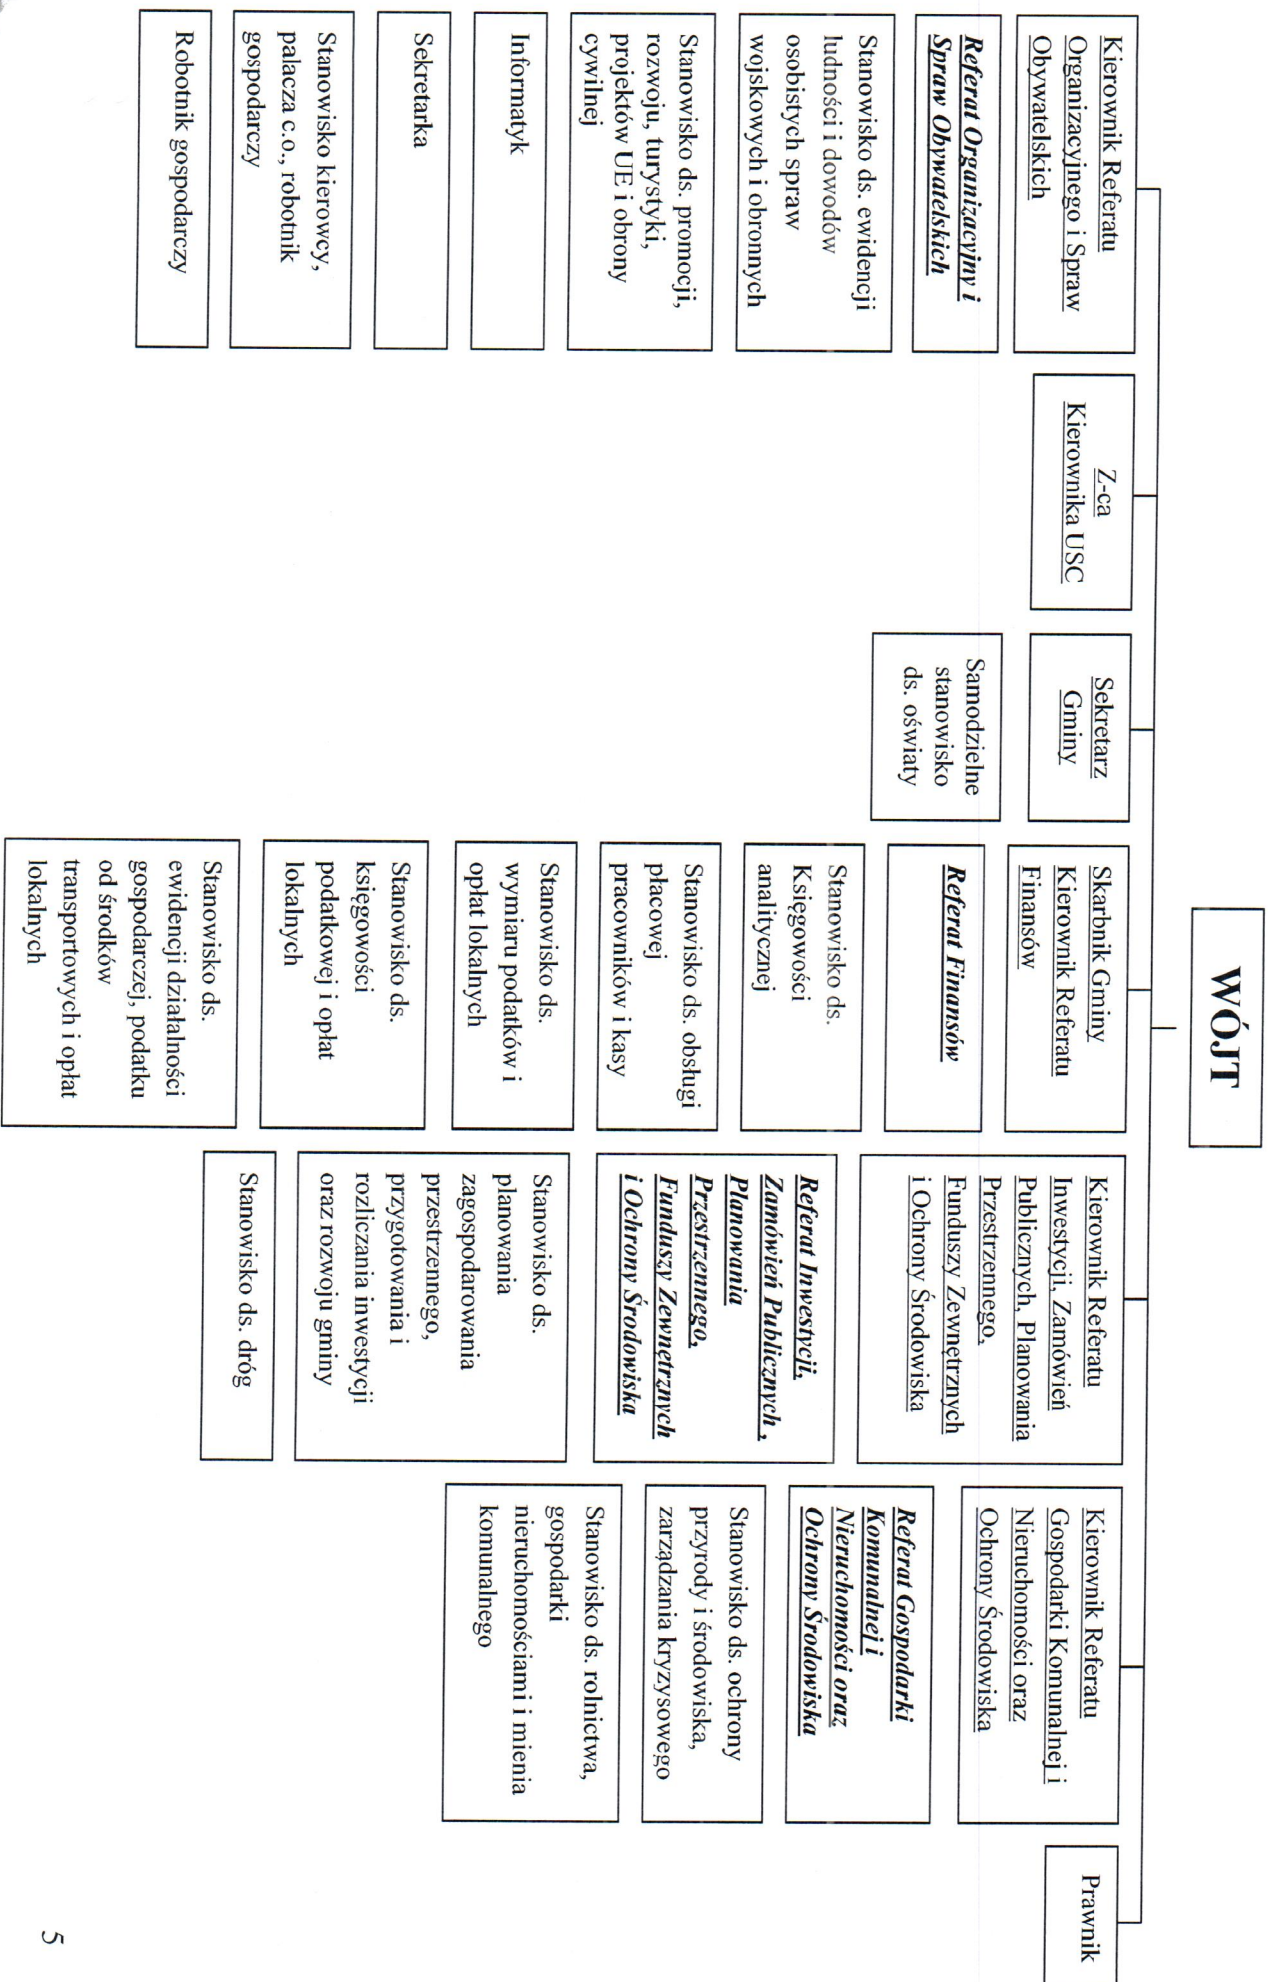 WÓJT
Kierownik Referatu
Organizacyjnego i Spraw
Obywatelskich
Referat Organizacyjny i
Spraw Obywatelskich
Stanowisko ds. ewidencji
ludności i dowodów
osobistych spraw
wojskowych i obronnych
Stanowisko ds. promocji,
rozwoju, turystyki,
projektów UE i obrony
cywilnej
Informatyk
Sekretarka
Stanowisko kierowcy,
palacza c.o., robotnik
gospodarczy
Robotnik gospodarczy
Z-ca
Kierownika USC
Sekretarz
Gminy
Samodzielne
stanowisko
ds. oświaty
Skarbnik Gminy
Kierownik Referatu
Finansów
Referat Finansów
Stanowisko ds.
Księgowości
analitycznej
Stanowisko ds. obsługi
płacowej
pracowników i kasy
Stanowisko ds.
wymiaru podatków i
opłat lokalnych
Stanowisko ds.
księgowości
podatkowej i opłat
lokalnych
Stanowisko ds.
ewidencji działalności
gospodarczej, podatku
od środków
transportowych i opłat
lokalnych
Kierownik Referatu
Inwestycji, Zamówień
Publicznych, Planowania
Przestrzennego,
Funduszy Zewnętrznych
i Ochrony Środowiska
Referat Inwestycji,
Zamówień Publicznych ,
Planowania
Przestrzennego,
Funduszy Zewnętrznych
i Ochrony Środowiska
Stanowisko ds.
planowania
zagospodarowania
przestrzennego,
przygotowania i
rozliczania inwestycji
oraz rozwoju gminy
Stanowisko ds. dróg
Kierownik Referatu
Gospodarki Komunalnej i
Nieruchomości oraz
Ochrony Środowiska
Referat Gospodarki
Komunalnej i
Nieruchomości oraz
Ochrony Środowiska
Stanowisko ds. ochrony
przyrody i środowiska,
zarządzania kryzysowego
Stanowisko ds. rolnictwa,
gospodarki
nieruchomościami i mienia
komunalnego
Prawnik
5